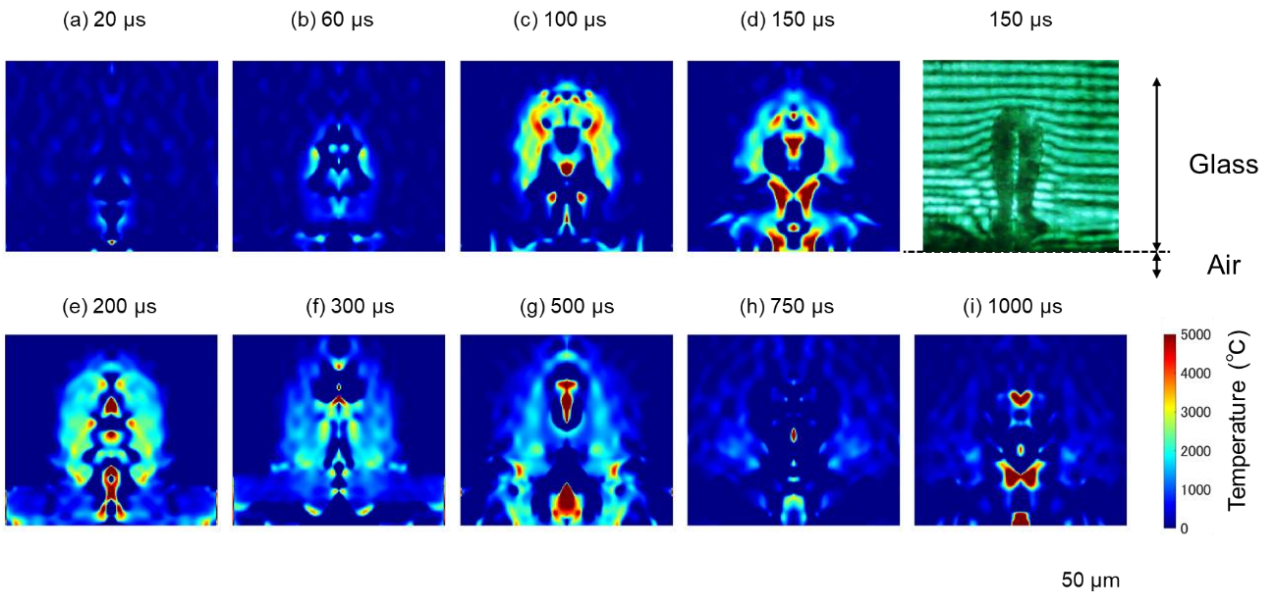 (a) 20 µs
(b) 60 µs
(c) 100 µs
(d) 150 µs
150 µs
Glass
Air
(e) 200 µs
(f) 300 µs
(g) 500 µs
(h) 750 µs
(i) 1000 µs
5000
4000
3000
2000
1000
0
Temperature (°C)
50 µm